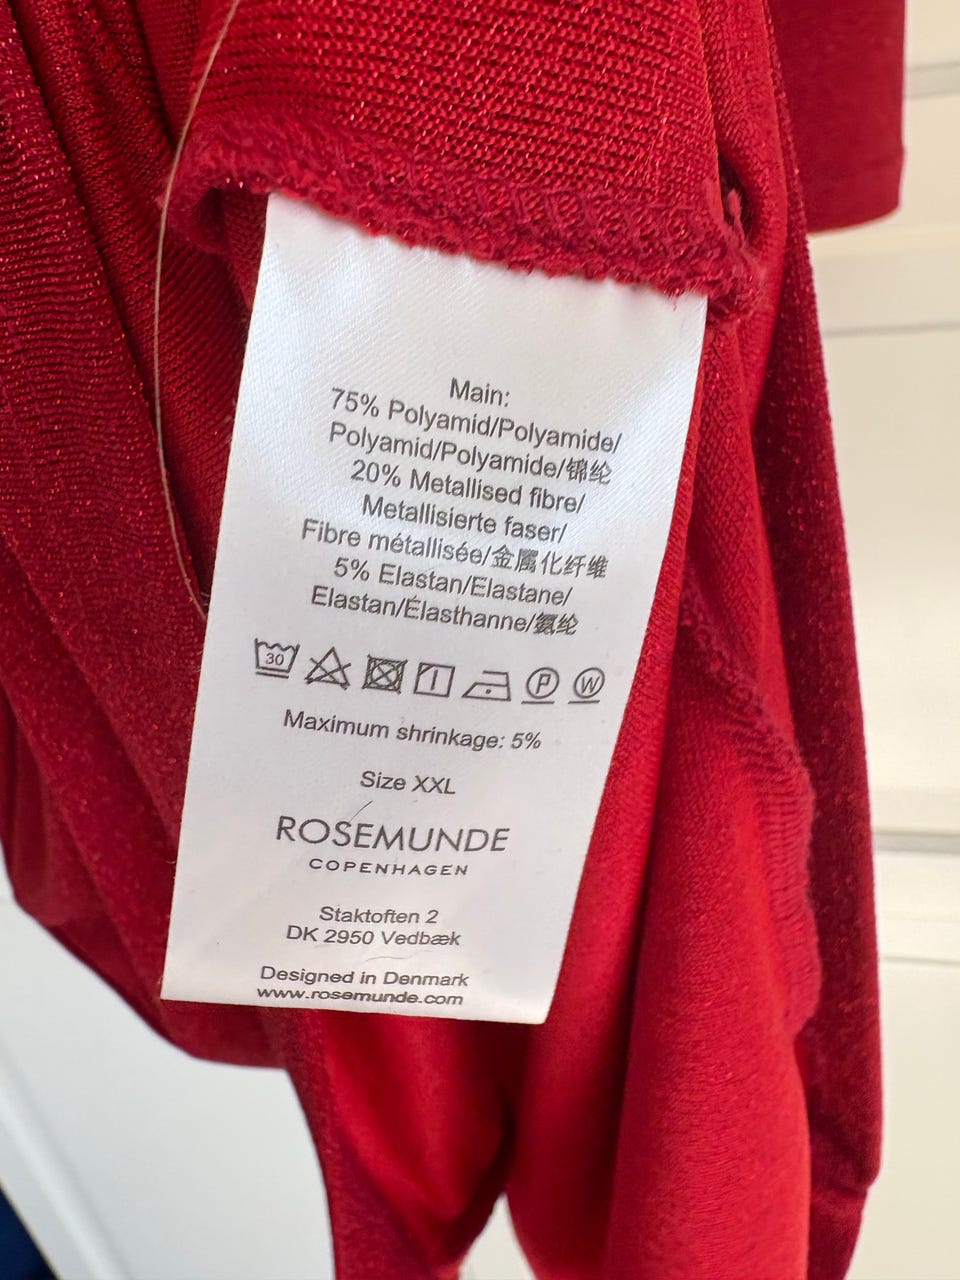 Main:
75% Polyamid/Polyamide/
Polyamid/Polyamide/锦纶
20% Metallised fibre/
Metallisierte faser/
Fibre métallisée/金属化纤维
5% Elastan/Elastane/
Elastan/Élasthanne/氨纶
30 P W
Maximum shrinkage: 5%
Size XXL
ROSEMUNDE
COPENHAGEN
Staktoften 2
DK 2950 Vedbæk
Designed in Denmark
www.rosemunde.com